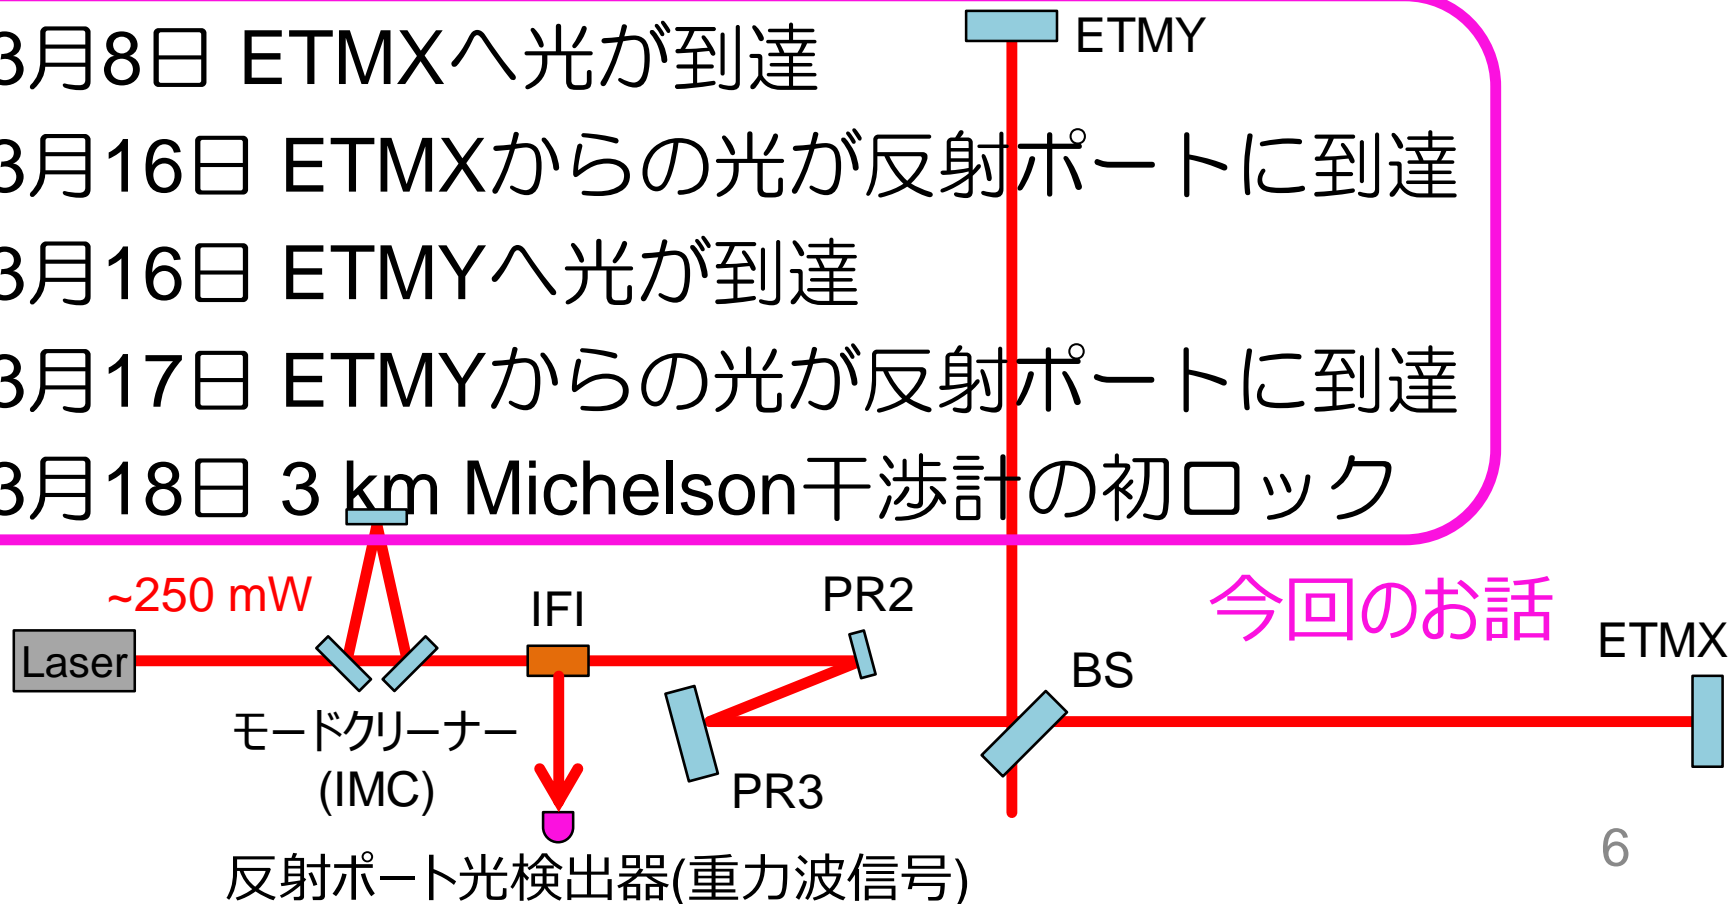 3月8日 ETMXへ光が到達
3月16日 ETMXからの光が反射ポートに到達
3月16日 ETMYへ光が到達
3月17日 ETMYからの光が反射ポートに到達
3月18日 3 km Michelson干渉計の初ロック
ETMY
~250 mW
IFI
PR2
今回のお話
ETMX
Laser
BS
モードクリーナー
(IMC)
PR3
反射ポート光検出器(重力波信号)
6